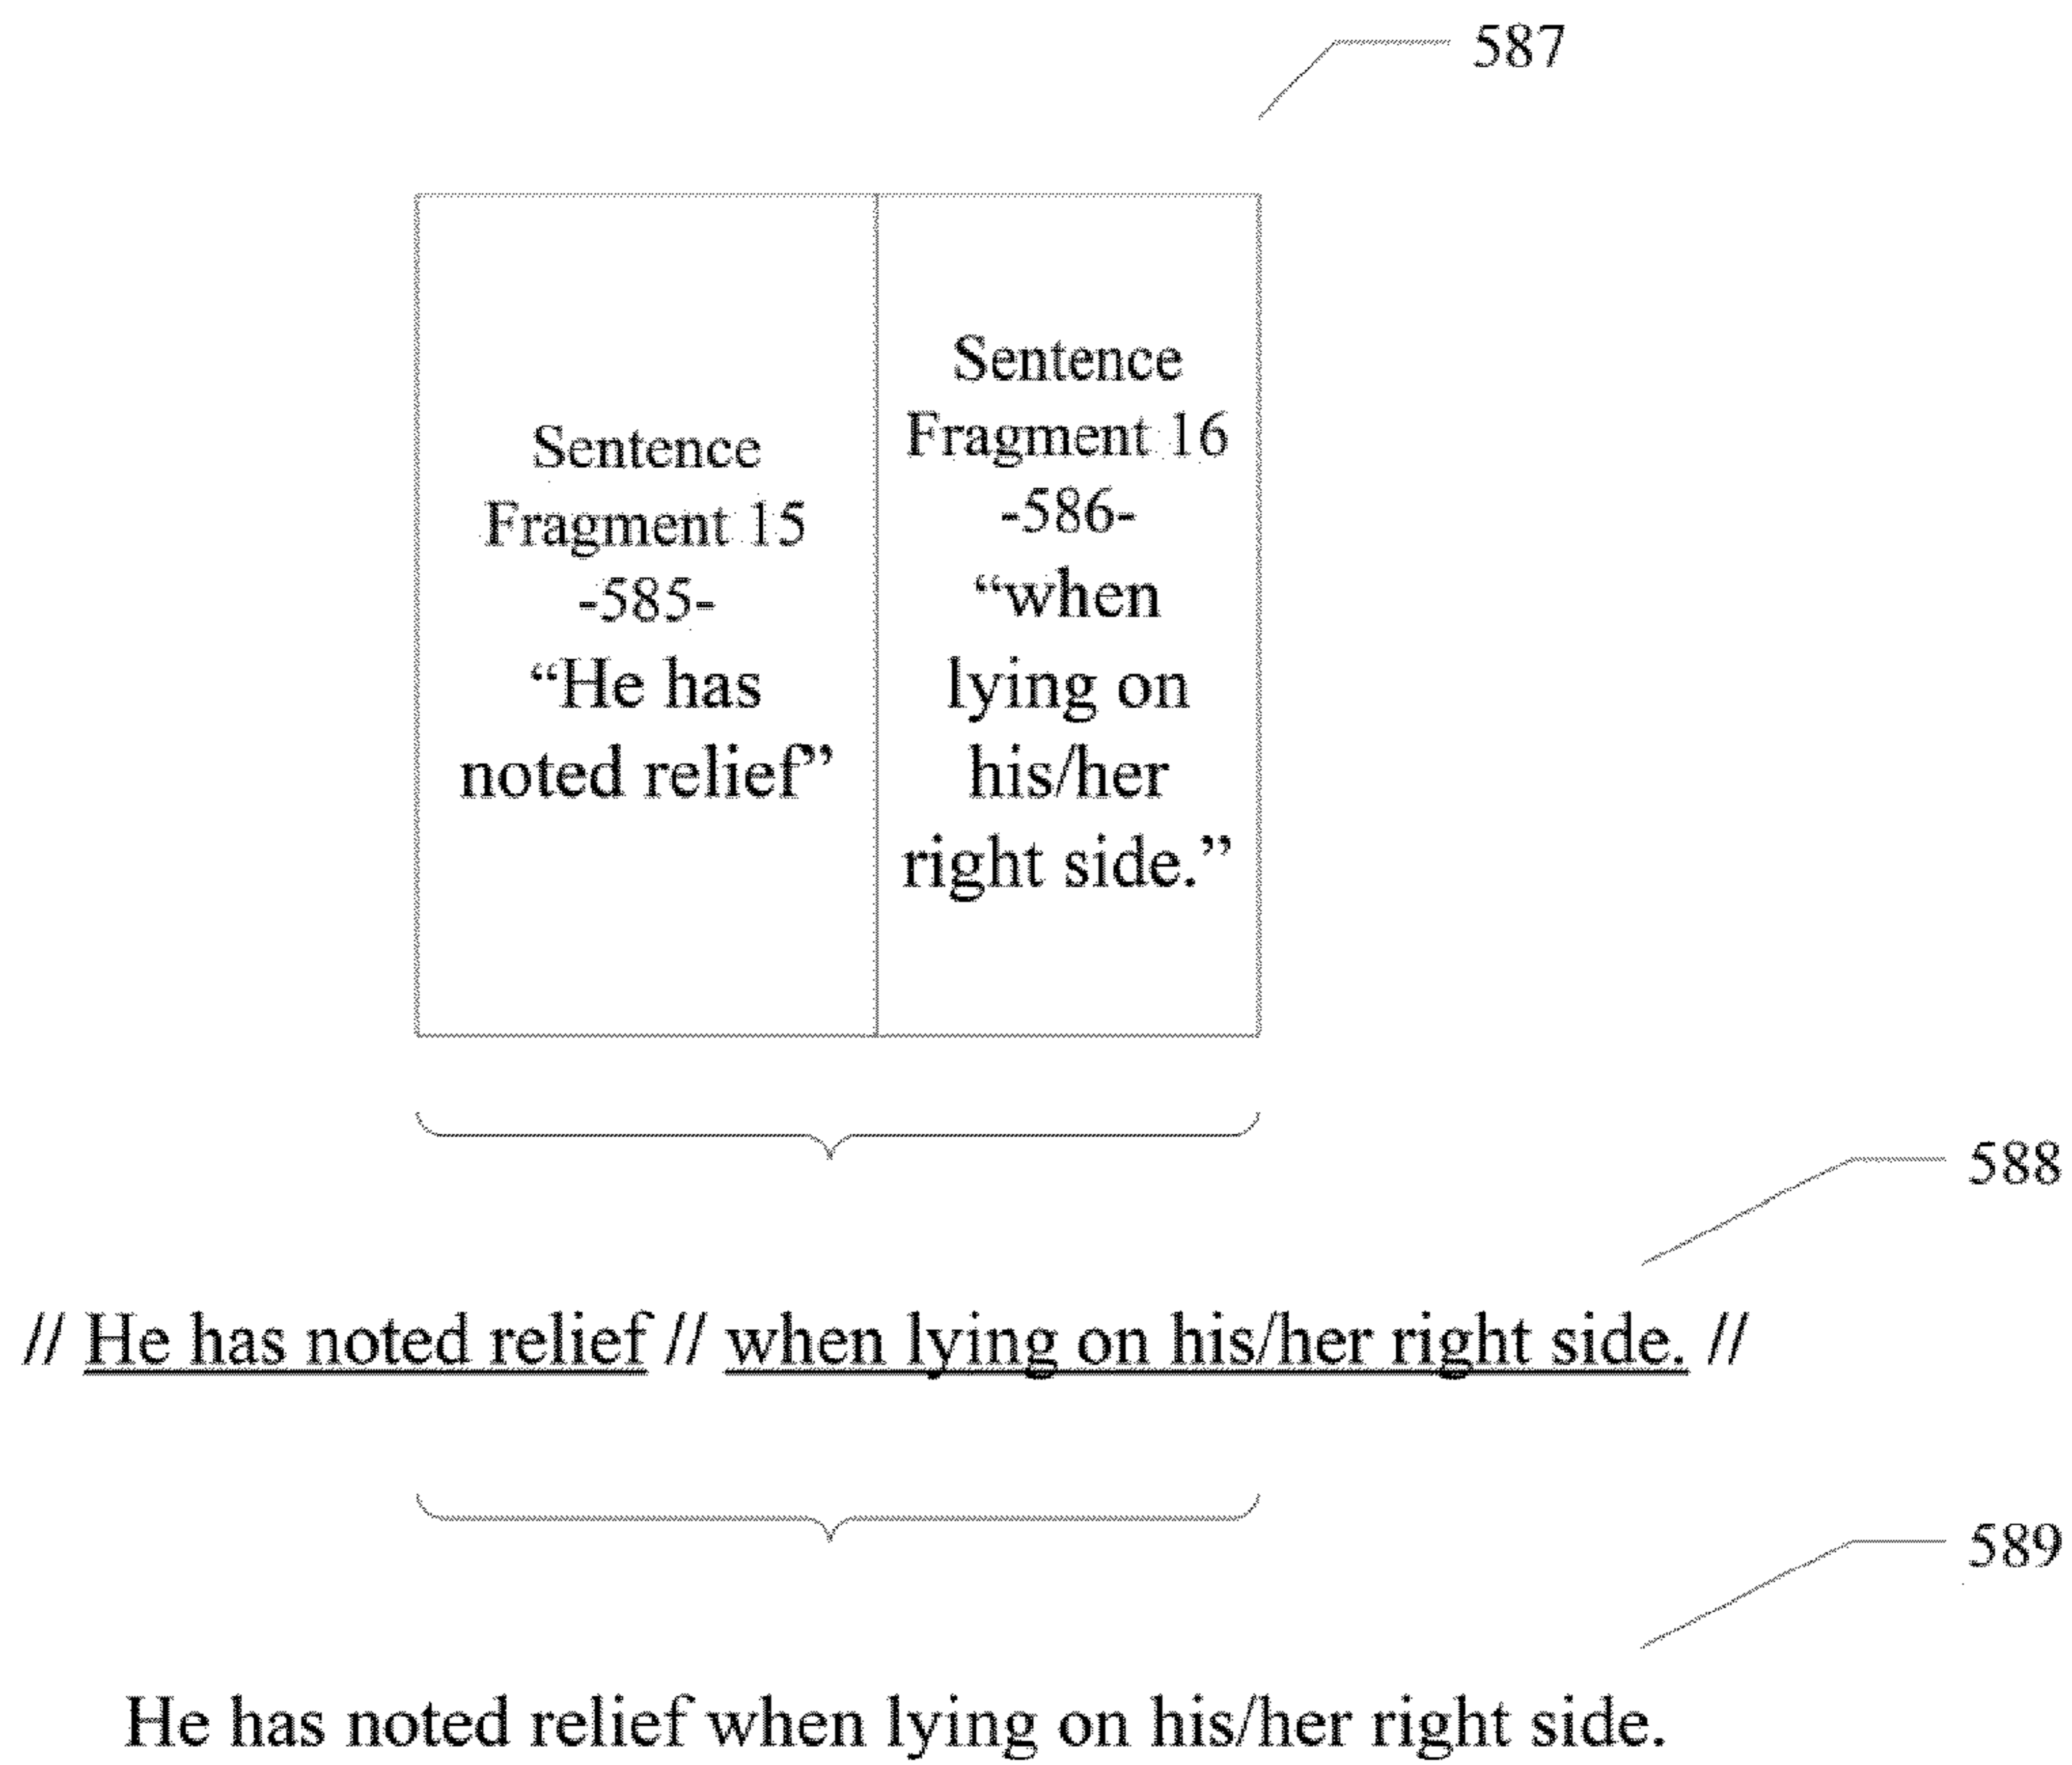 587
Sentence
Fragment 15
-585-
“He has
noted relief”
Sentence
Fragment 16
-586-
“when
lying on
his/her
right side.”
588
// He has noted relief // when lying on his/her right side. //
589
He has noted relief when lying on his/her right side.